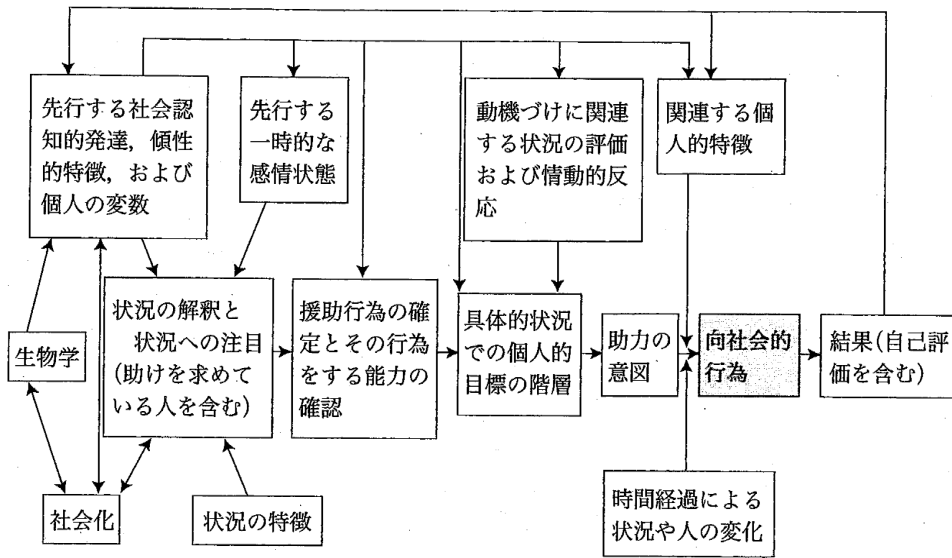 先行する社会認
知的発達，傾性
的特徴，および
個人の変数
先行する
一時的な
感情状態
動機づけに関連
する状況の評価
および情動的反
応
関連する個
人的特徴
生物学
状況の解釈と
状況への注目
(助けを求めて
いる人を含む)
援助行為の確
定とその行為
をする能力の
確認
具体的状況
での個人的
目標の階層
助力の
意図
向社会的
行為
結果(自己評
価を含む)
社会化
状況の特徴
時間経過による
状況や人の変化